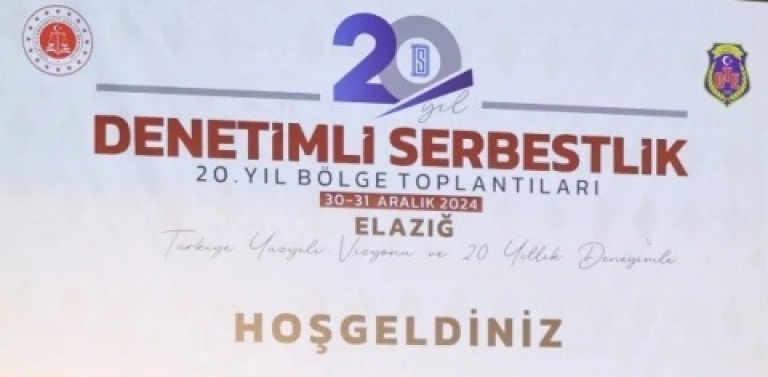 20
DS
yıl
DENETİMLİ SERBESTLİK
20.YIL BÖLGE TOPLANTILARI
30-31 ARALIK 2024
ELAZIĞ
Türkiye Yüzyılı Vizyonu ve 20 Yıllık Deneyimle
HOŞGELDİNİZ